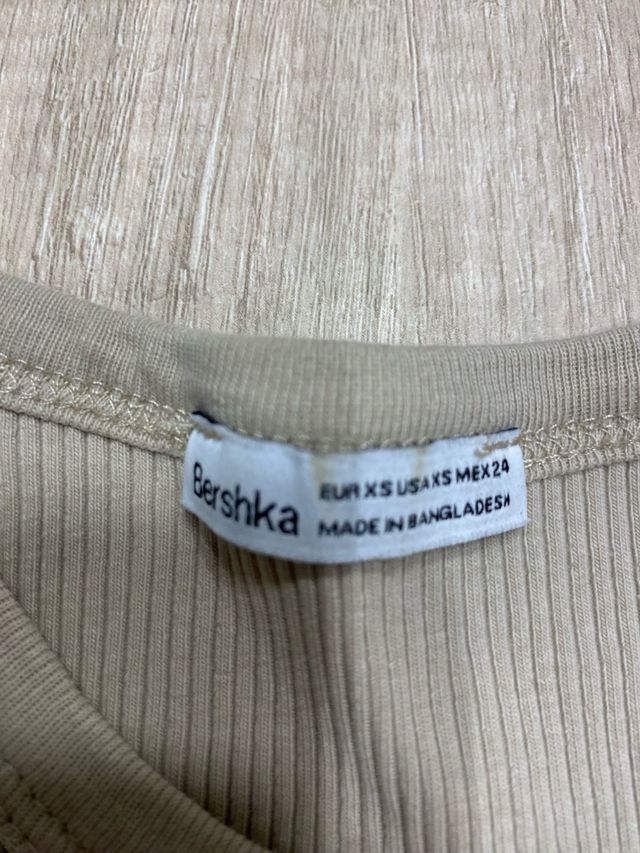 Bershka
EUR XS USA XS MEX 24
MADE IN BANGLADESH